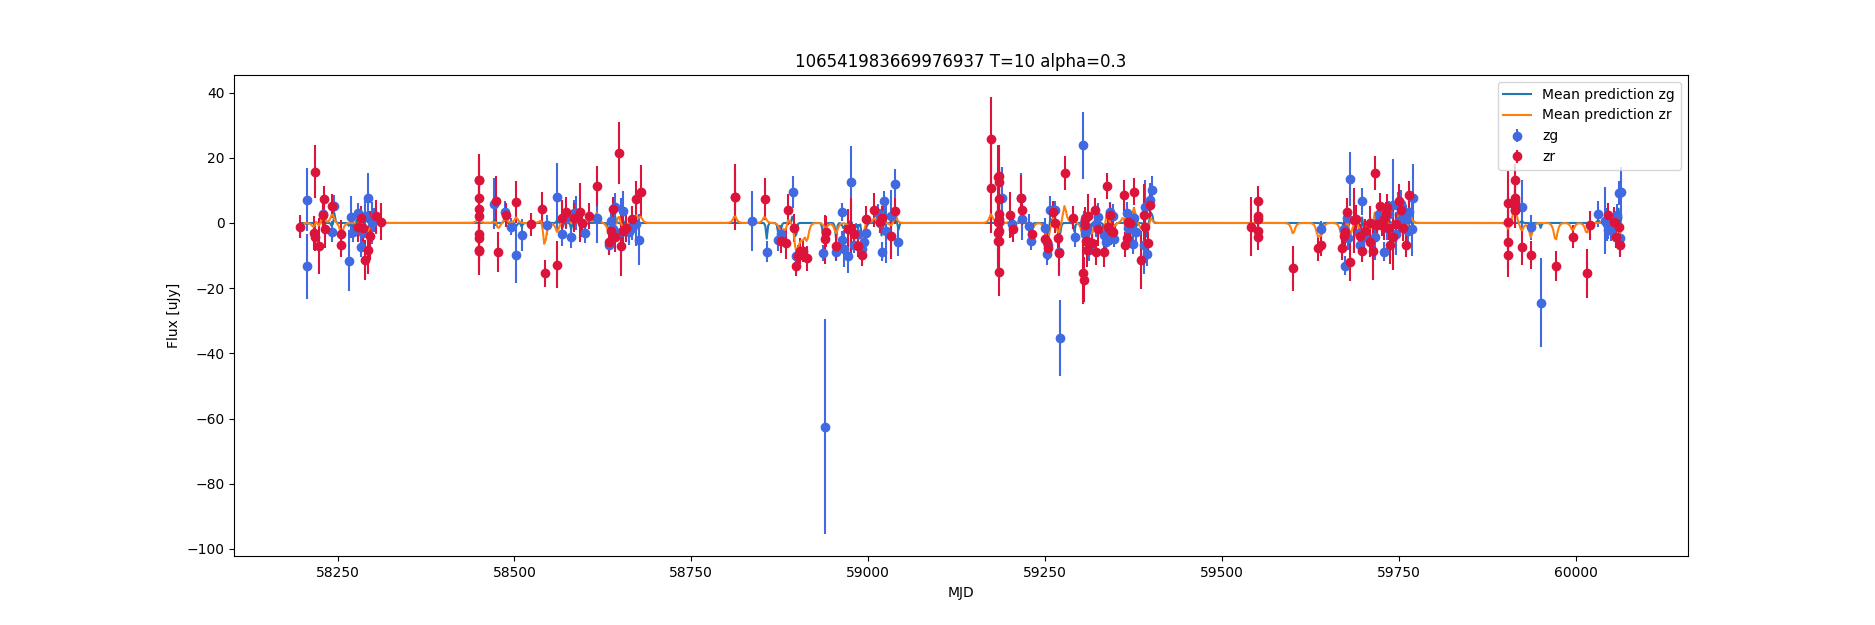 106541983669976937 T=10 alpha=0.3
Mean prediction zg
Mean prediction zr
zg
zr
40
20
0
−20
−40
−60
−80
−100
Flux [uJy]
58250
58500
58750
59000
59250
59500
59750
60000
MJD